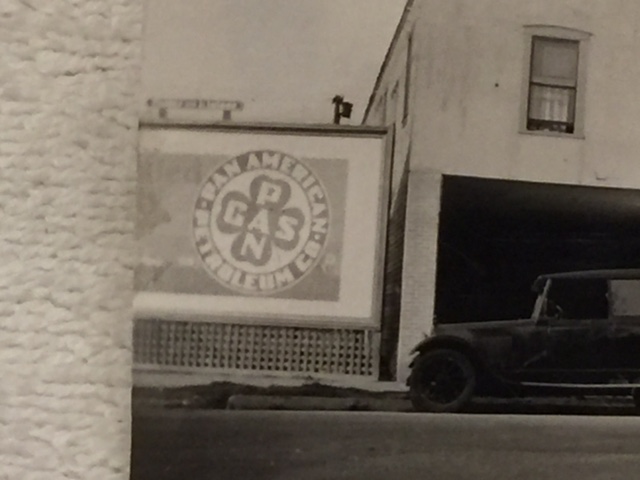 PAN AMERICAN
PAN
GAS
PETROLEUM CO.